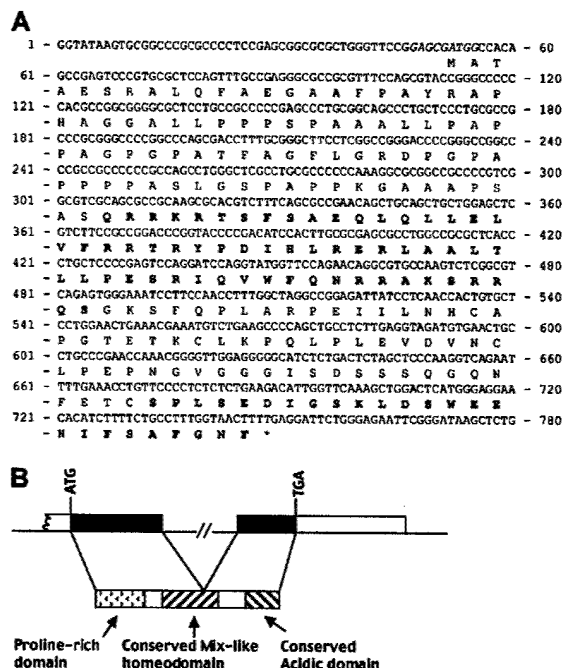 A
1 - GGTATAAGTGCGGCCCGCGCCCCTCCGAGCGGCGCGCTGGGTTCCGGAGCGATGGCCACA - 60
- M A T
61 - GCCGAGTCCCGTGCGCTCCAGTTTGCCGAGGGCGCCGCGTTTCCAGCGTACCGGGCCCCC - 120
- A E S R A L Q F A E G A A F P A Y R A P
121 - CACGCCGGCGGGGCGCTCCTGCCGCCCCCGAGCCCTGCGGCAGCCCTGCTCCCTGCGCCG - 180
- H A G G A L L P P P S P A A A L L P A P
181 - CCCGCGGGCCCCGGCCCAGCGACCTTTGCGGGCTTCCTCGGCCGGGACCCCGGGCCGGCC - 240
- P A G P G P A T F A G F L G R D P G P A
241 - CCGCCGCCCCCCGCCAGCCTGGGCTCGCCTGCGCCCCCCAAAGGCGCGGCCGCCCCGTCG - 300
- P P P P A S L G S P A P P K G A A A P S
301 - GCGTCGCAGCGCCGCAAGCGCACGTCTTTCAGCGCCGAACAGCTGCAGCTGCTGGAGCTC - 360
- A S Q R R K R T S F S A E Q L Q L L E L
361 - GTCTTCCGCCGGACCCGGTACCCCGACATCCACTTGCGCGAGCGCCTGGCCGCGCTCACC - 420
- V F R R T R Y P D I H L R E R L A A L T
421 - CTGCTCCCCGAGTCCAGGATCCAGGTATGGTTCCAGAACAGGCGTGCCAAGTCTCGGCGT - 480
- L L P E S R I Q V W F Q N R R A K S R R
481 - CAGAGTGGGAAATCCTTCCAACCTTTGGCTAGGCCGGAGATTATCCTCAACCACTGTGCT - 540
- Q S G K S F Q P L A R P E I I L N H C A
541 - CCTGGAACTGAAACGAAATGTCTGAAGCCCCAGCTGCCTCTTGAGGTAGATGTGAACTGC - 600
- P G T E T K C L K P Q L P L E V D V N C
601 - CTGCCCGAACCAAACGGGGTTGGAGGGGGCATCTCTGACTCTAGCTCCCAAGGTCAGAAT - 660
- L P E P N G V G G G I S D S S S Q G Q N
661 - TTTGAAACCTGTTCCCCTCTCTCTGAAGACATTGGTTCAAAGCTGGACTCATGGGAGGAA - 720
- F E T C S P L S E D I G S K L D S W E E
721 - CACATCTTTTCTGCCTTTGGTAACTTTTGAGGATTCTGGGAGAATTCGGGATAAGCTCTG - 780
- H I F S A F G N F *
B
ATG
TGA
//
Proline-rich domain
Conserved Mix-like homeodomain
Conserved Acidic domain